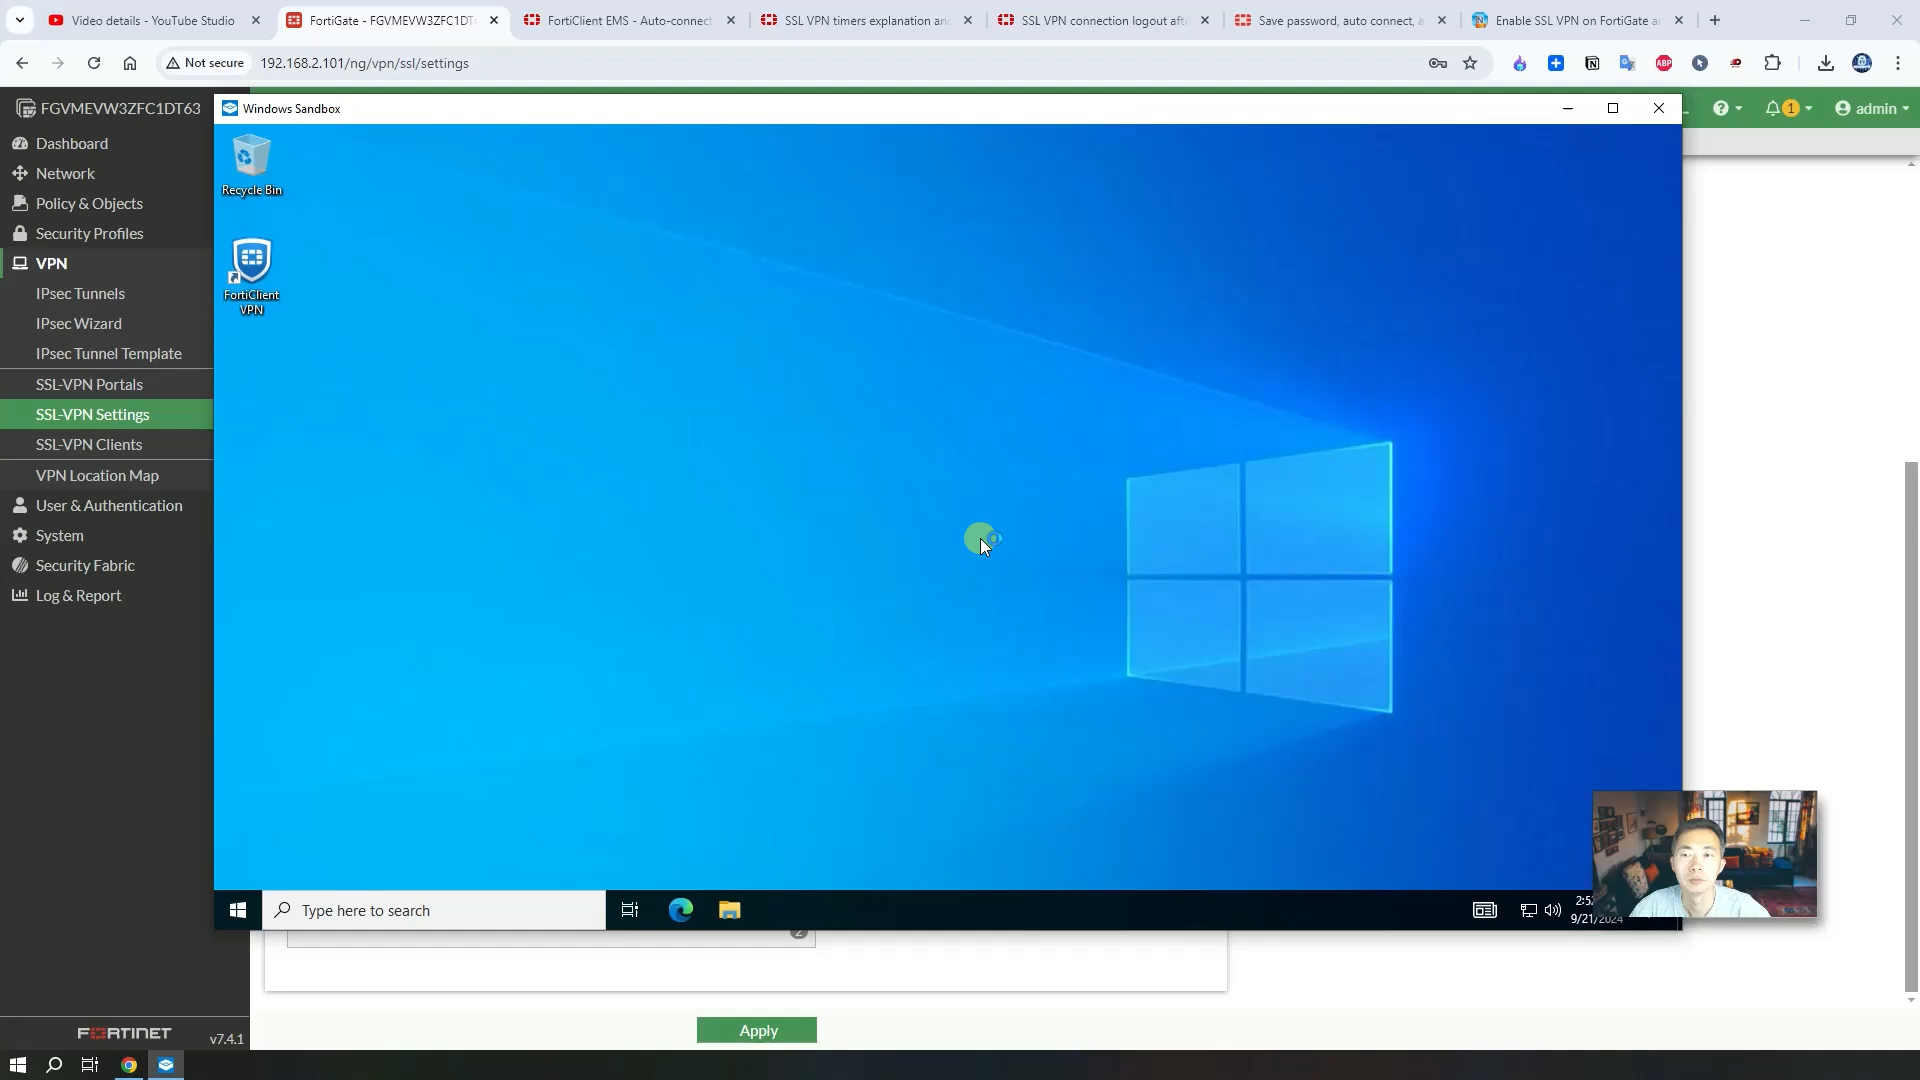 Video details - YouTube Studio
FortiGate - FGVMEVW3ZFC1DT
FortiClient EMS - Auto-connect
SSL VPN timers explanation an
SSL VPN connection logout aft
Save password, auto connect, a
Enable SSL VPN on FortiGate a
Not secure
192.168.2.101/ng/vpn/ssl/settings
ABP
FGVMEVW3ZFC1DT63
Windows Sandbox
1
admin
Dashboard
Network
Policy & Objects
Security Profiles
VPN
IPsec Tunnels
IPsec Wizard
IPsec Tunnel Template
SSL-VPN Portals
SSL-VPN Settings
SSL-VPN Clients
VPN Location Map
User & Authentication
System
Security Fabric
Log & Report
Recycle Bin
FortiClient
VPN
Type here to search
9/21/2024
2
Apply
FORTINET
v7.4.1